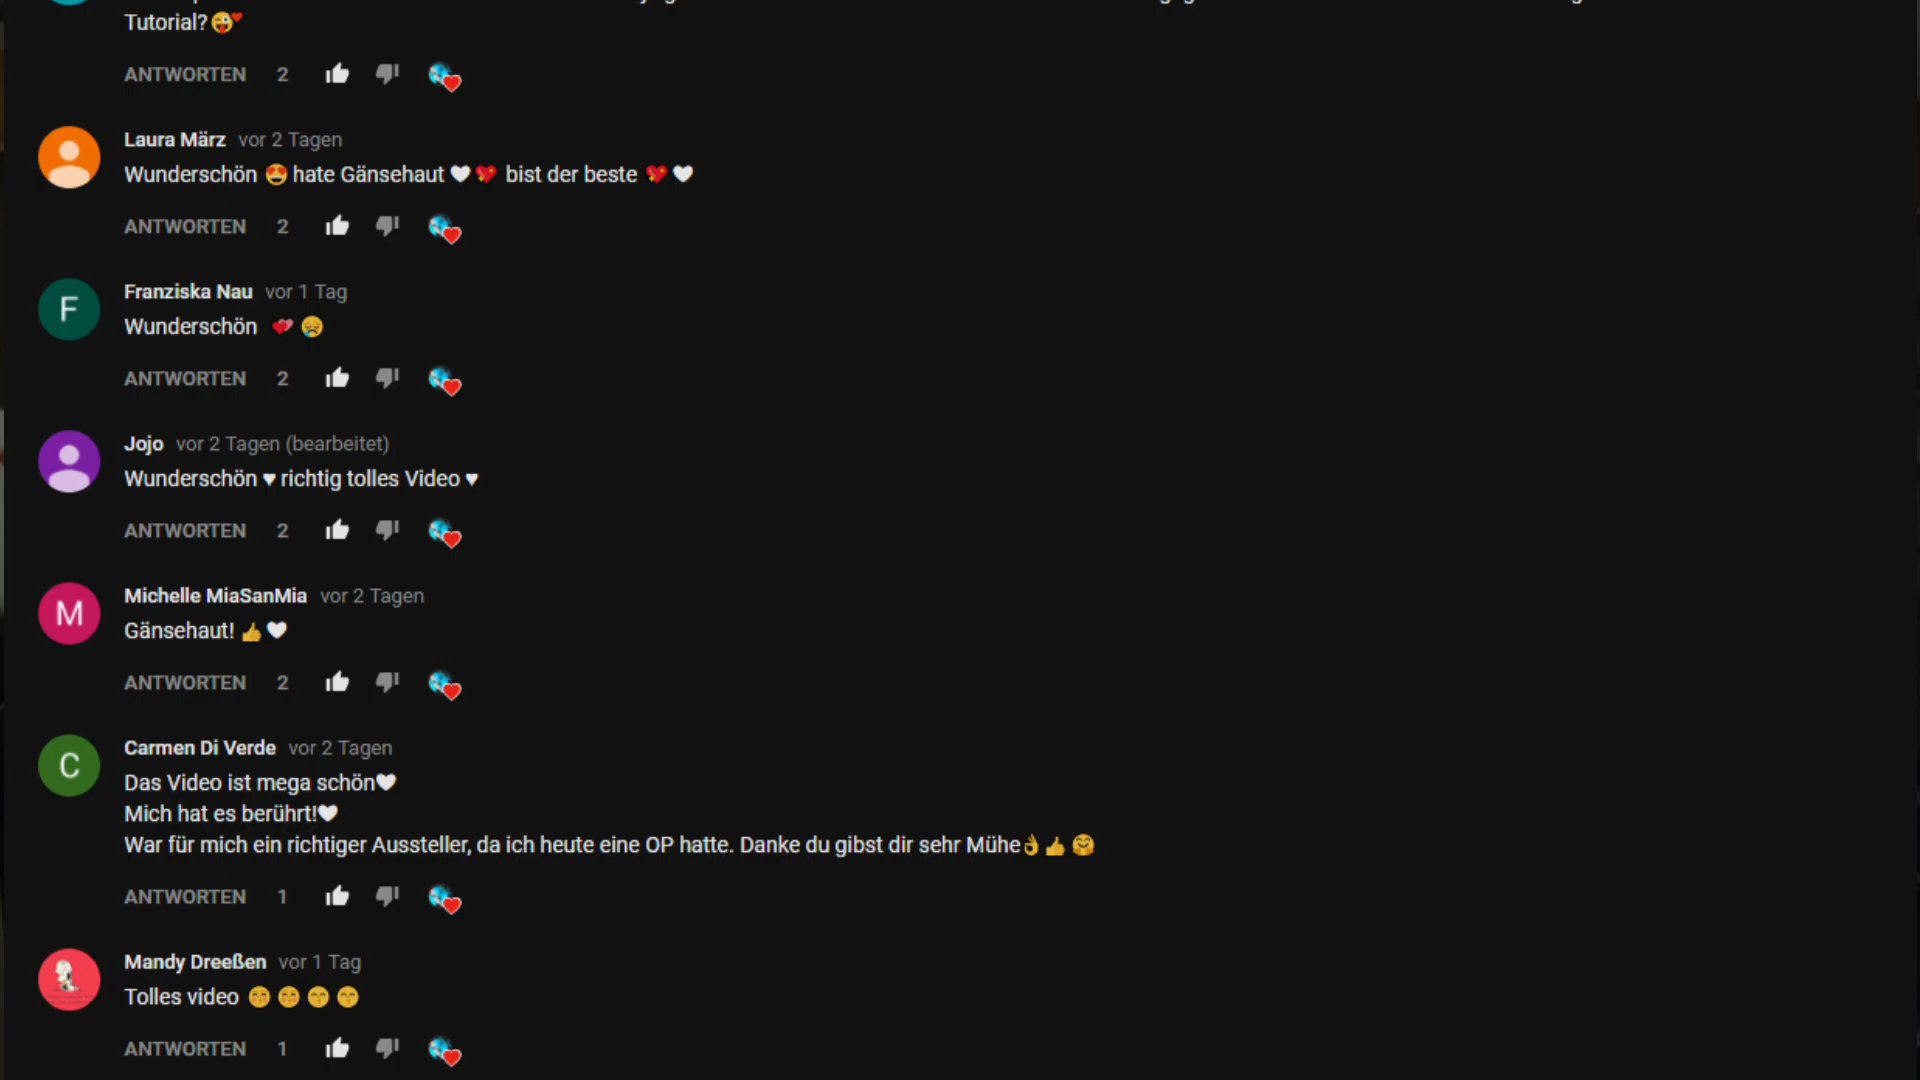 Tutorial?😜❤
ANTWORTEN 2
Laura März vor 2 Tagen
Wunderschön 😍 hate Gänsehaut 🤍💖 bist der beste 💖🤍
ANTWORTEN 2
Franziska Nau vor 1 Tag
Wunderschön 💕😢
ANTWORTEN 2
Jojo vor 2 Tagen (bearbeitet)
Wunderschön ♥ richtig tolles Video ♥
ANTWORTEN 2
Michelle MiaSanMia vor 2 Tagen
Gänsehaut! 👍🤍
ANTWORTEN 2
Carmen Di Verde vor 2 Tagen
Das Video ist mega schön🤍
Mich hat es berührt!🤍
War für mich ein richtiger Aussteller, da ich heute eine OP hatte. Danke du gibst dir sehr Mühe👌👍🤗
ANTWORTEN 1
Mandy Dreeßen vor 1 Tag
Tolles video 😚😚😙😙
ANTWORTEN 1